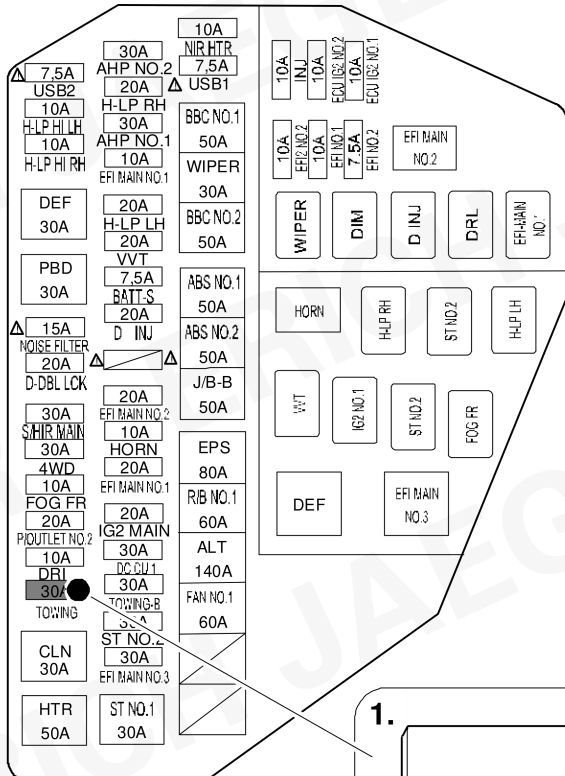 7,5A
USB2
10A
H-LP HI LH
10A
H-LP HI RH
DEF
30A
PBD
30A
15A
NOISE FILTER
20A
D-DBL LCK
30A
S/HIR MAIN
30A
4WD
10A
FOG FR
20A
P/OUTLET NO.2
10A
DRL
30A
TOWING
CLN
30A
HTR
50A
30A
AHP NO.2
20A
H-LP RH
30A
AHP NO.1
10A
EFI MAIN NO.1
20A
H-LP LH
20A
VVT
7,5A
BATT-S
20A
D INJ
20A
EFI MAIN NO.2
10A
HORN
20A
EFI MAIN NO.1
20A
IG2 MAIN
30A
DC CU 1
30A
TOWING-B
30A
ST NO.2
30A
EFI MAIN NO.3
ST NO.1
30A
10A
NIR HTR
7,5A
USB1
BBC NO.1
50A
WIPER
30A
BBC NO.2
50A
ABS NO.1
50A
ABS NO.2
50A
J/B-B
50A
EPS
80A
R/B NO.1
60A
ALT
140A
FAN NO.1
60A
10A
INJ
10A
ECU IG2 NO.2
10A
ECU IG2 NO.1
10A
EFI2 NO.2
10A
EFI NO.1
7.5A
EFI NO.2
EFI MAIN
NO.2
WIPER
DIM
D INJ
DRL
EFI-MAIN
NO.1
HORN
H-LP RH
ST NO.2
H-LP LH
VVT
IG2 NO.1
ST NO.2
FOG FR
DEF
EFI MAIN
NO.3
1.
ERICH JAEGER